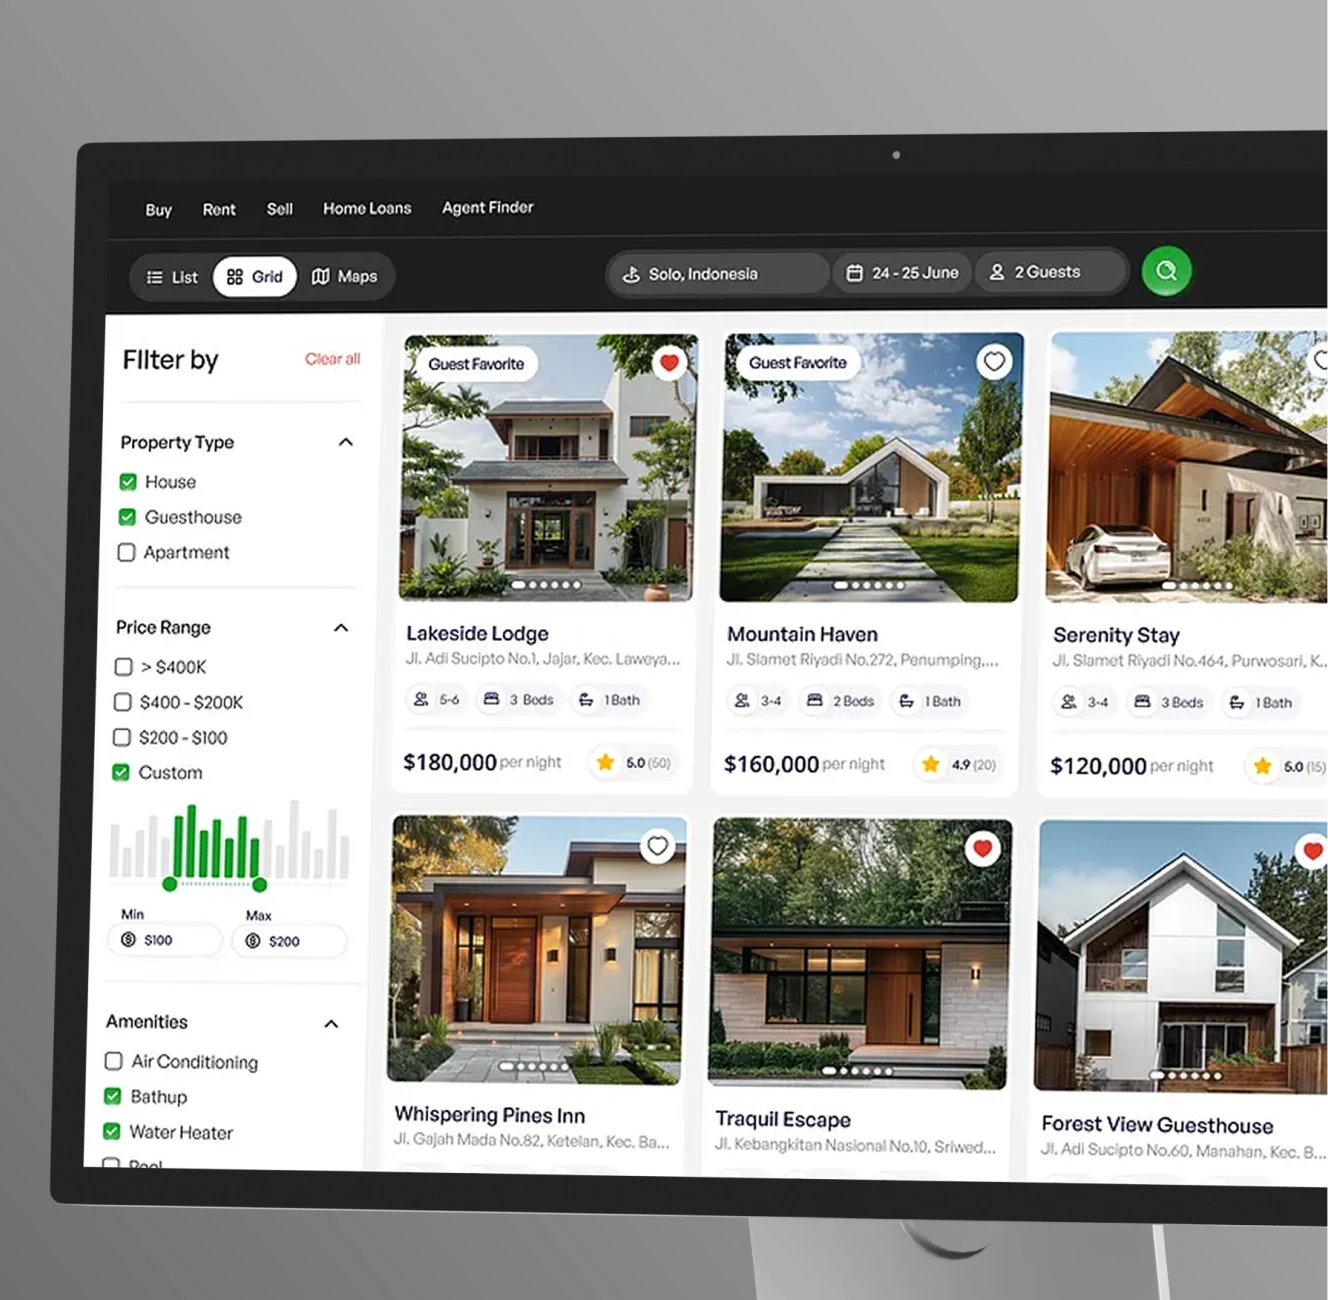 Buy Rent Sell Home Loans Agent Finder
List Grid Maps Solo, Indonesia 24 - 25 June 2 Guests
FIlter by Clear all
Property Type
House
Guesthouse
Apartment
Price Range
> $400K
$400 - $200K
$200 - $100
Custom
Min Max
$100 $200
Amenities
Air Conditioning
Bathup
Water Heater
Pool
Guest Favorite
Lakeside Lodge
Jl. Adi Sucipto No.1, Jajar, Kec. Laweya...
5-6 3 Beds 1 Bath
$180,000 per night 5.0 (50)
Guest Favorite
Mountain Haven
Jl. Slamet Riyadi No.272, Penumping,...
3-4 2 Beds 1 Bath
$160,000 per night 4.9 (20)
Serenity Stay
Jl. Slamet Riyadi No.464, Purwosari, K...
3-4 3 Beds 1 Bath
$120,000 per night 5.0 (15)
Whispering Pines Inn
Jl. Gajah Mada No.82, Ketelan, Kec. Ba...
Traquil Escape
Jl. Kebangkitan Nasional No.10, Sriwed...
Forest View Guesthouse
Jl. Adi Sucipto No.60, Manahan, Kec. B...